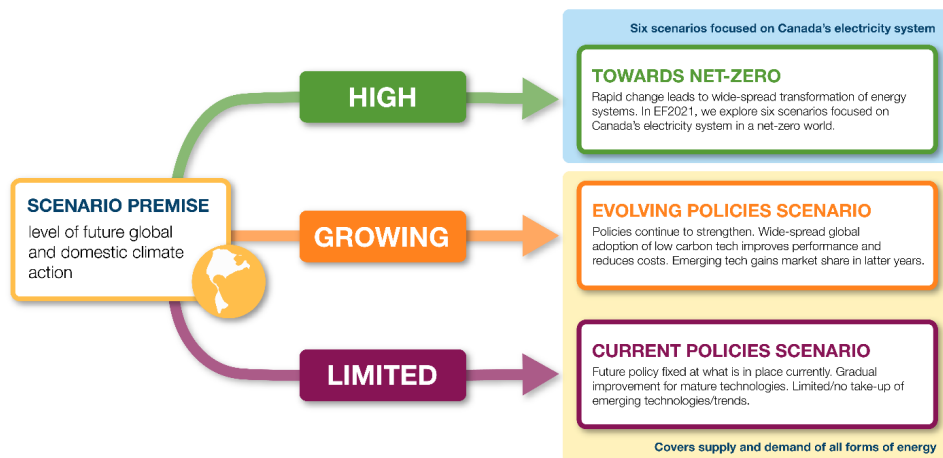 Six scenarios focused on Canada's electricity system
HIGH
TOWARDS NET-ZERO
Rapid change leads to wide-spread transformation of energy
systems. In EF2021, we explore six scenarios focused on
Canada's electricity system in a net-zero world.
SCENARIO PREMISE
level of future global
and domestic climate
action
GROWING
EVOLVING POLICIES SCENARIO
Policies continue to strengthen. Wide-spread global
adoption of low carbon tech improves performance and
reduces costs. Emerging tech gains market share in latter years.
LIMITED
CURRENT POLICIES SCENARIO
Future policy fixed at what is in place currently. Gradual
improvement for mature technologies. Limited/no take-up of
emerging technologies/trends.
Covers supply and demand of all forms of energy